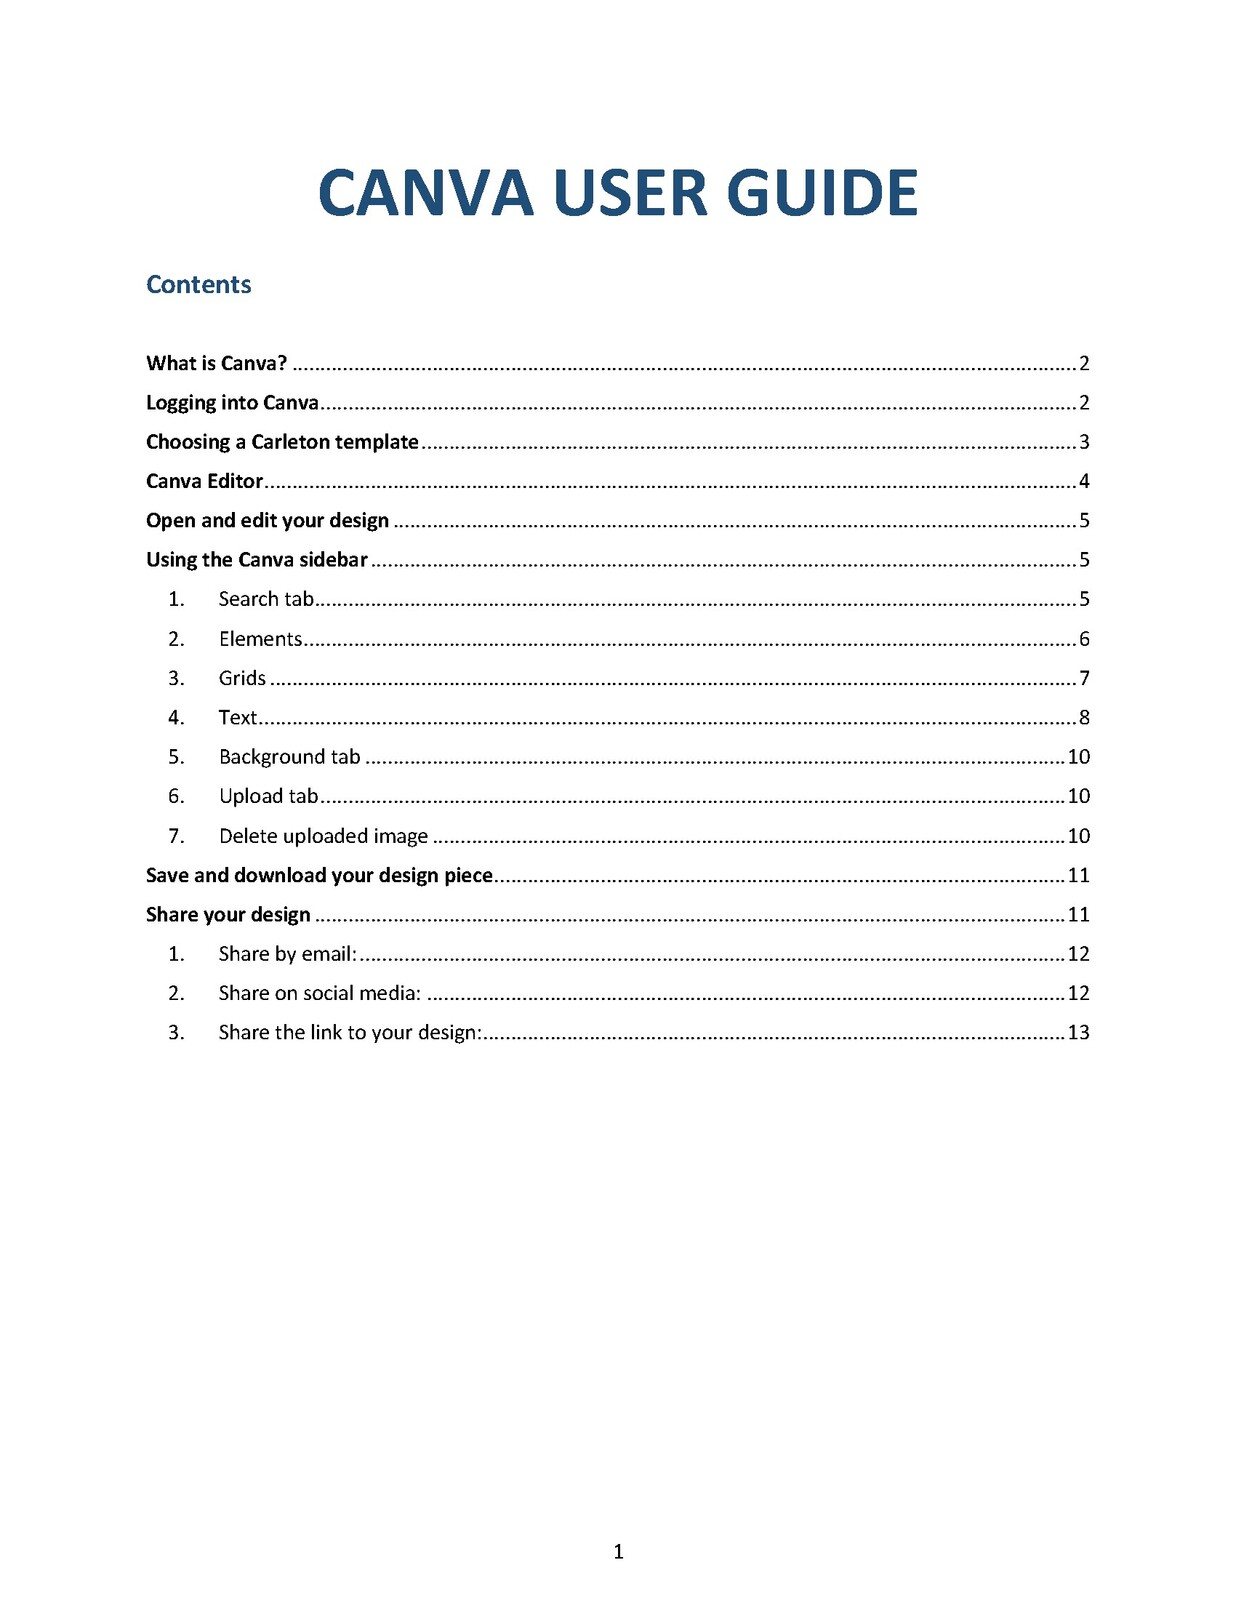 CANVA USER GUIDE
Contents
What is Canva? ........................................ 2
Logging into Canva ........................................ 2
Choosing a Carleton template ........................................ 3
Canva Editor ........................................ 4
Open and edit your design ........................................ 5
Using the Canva sidebar ........................................ 5
1. Search tab ........................................ 5
2. Elements ........................................ 6
3. Grids ........................................ 7
4. Text ........................................ 8
5. Background tab ........................................ 10
6. Upload tab ........................................ 10
7. Delete uploaded image ........................................ 10
Save and download your design piece ........................................ 11
Share your design ........................................ 11
1. Share by email: ........................................ 12
2. Share on social media: ........................................ 12
3. Share the link to your design: ........................................ 13
1